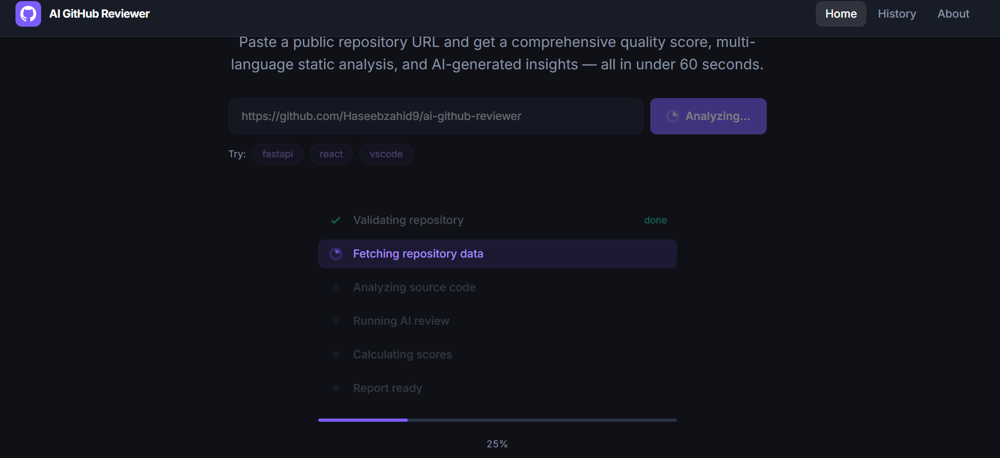 AI GitHub Reviewer
Home
History
About
Paste a public repository URL and get a comprehensive quality score, multi-
language static analysis, and AI-generated insights — all in under 60 seconds.
https://github.com/Haseebzahid9/ai-github-reviewer
Analyzing...
Try:
fastapi
react
vscode
Validating repository
done
Fetching repository data
Analyzing source code
Running AI review
Calculating scores
Report ready
25%